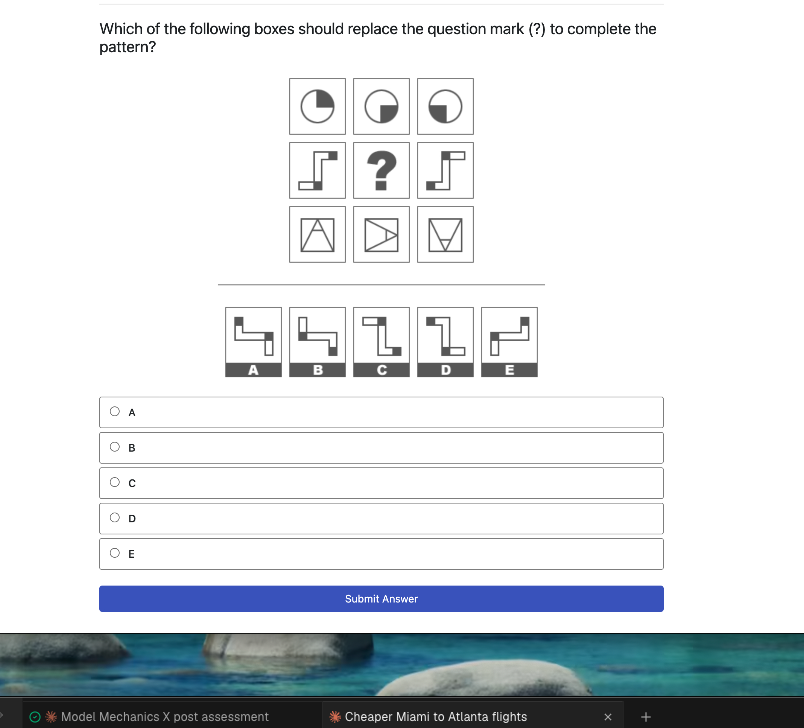 Which of the following boxes should replace the question mark (?) to complete the
pattern?
?
A
B
C
D
E
A
B
C
D
E
Submit Answer
Model Mechanics X post assessment
Cheaper Miami to Atlanta flights